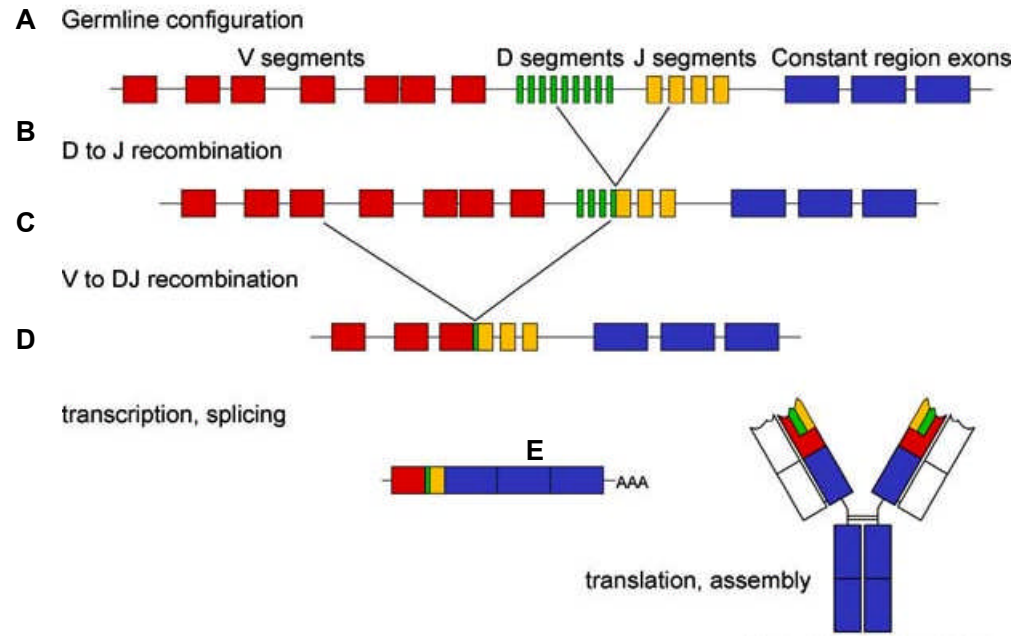 A Germline configuration
V segments D segments J segments Constant region exons
B
D to J recombination
C
V to DJ recombination
D
transcription, splicing
E
AAA
translation, assembly